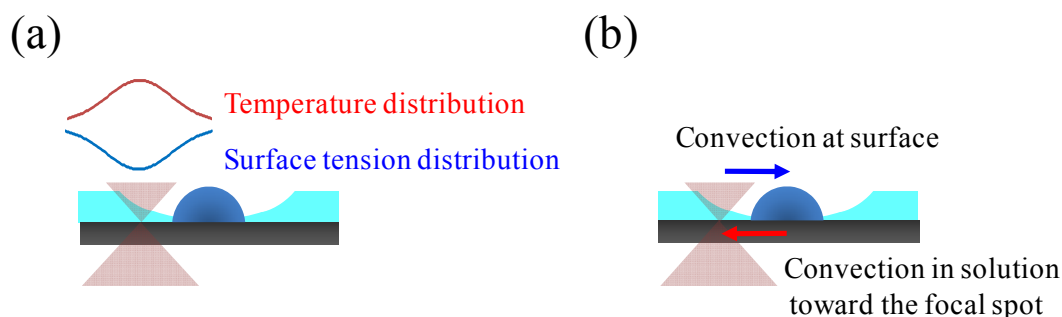 (a)
Temperature distribution
Surface tension distribution
(b)
Convection at surface
Convection in solution
toward the focal spot